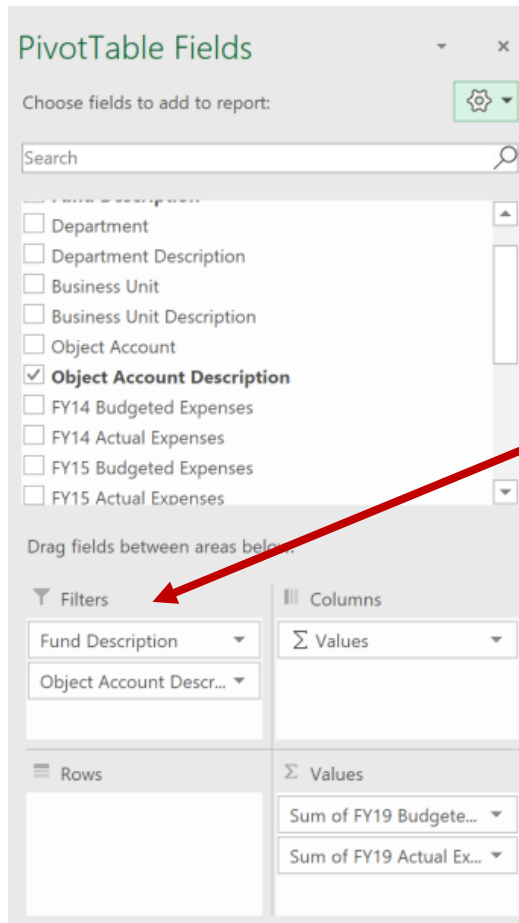 PivotTable Fields
Choose fields to add to report:
Search
Fund Description
Department
Department Description
Business Unit
Business Unit Description
Object Account
Object Account Description
FY14 Budgeted Expenses
FY14 Actual Expenses
FY15 Budgeted Expenses
FY15 Actual Expenses
Drag fields between areas below:
Filters
Columns
Fund Description
Σ Values
Object Account Descr...
Rows
Σ Values
Sum of FY19 Budgete...
Sum of FY19 Actual Ex...